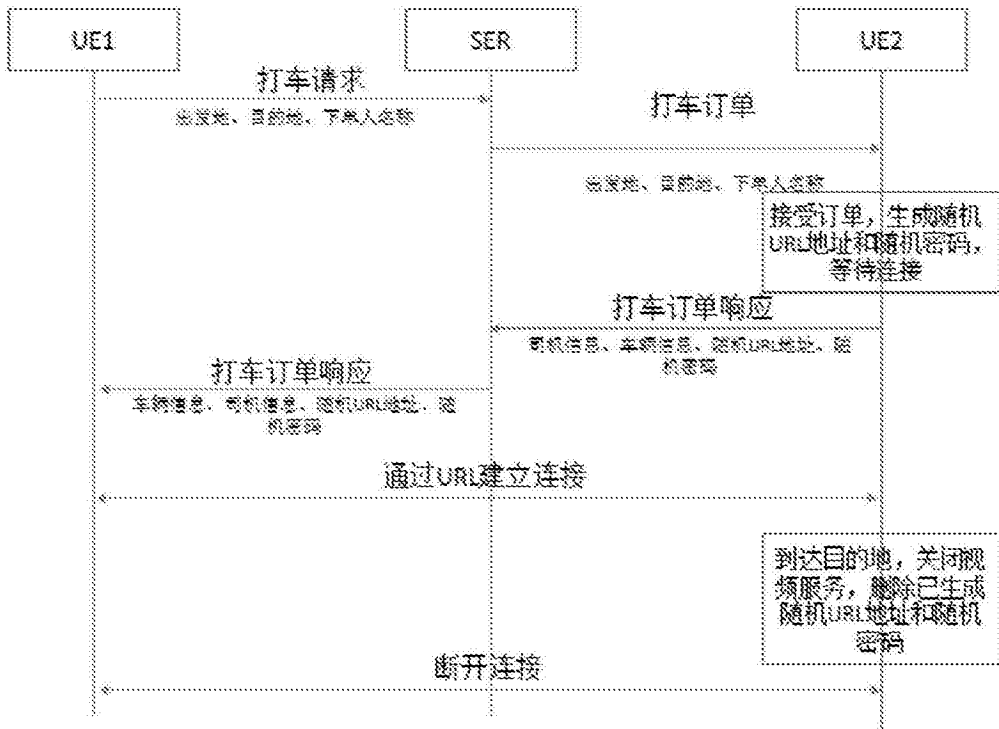 UE1
SER
UE2
打车请求
出发地、目的地、下单人名称
打车订单
出发地、目的地、下单人名称
接受订单，生成随机
URL地址和随机密码，
等待连接
打车订单响应
司机信息、车辆信息、随机URL地址、随
机密码
打车订单响应
车辆信息、司机信息、随机URL地址、随
机密码
通过URL建立连接
到达目的地，关闭视
频服务，删除已生成
随机URL地址和随机
密码
断开连接